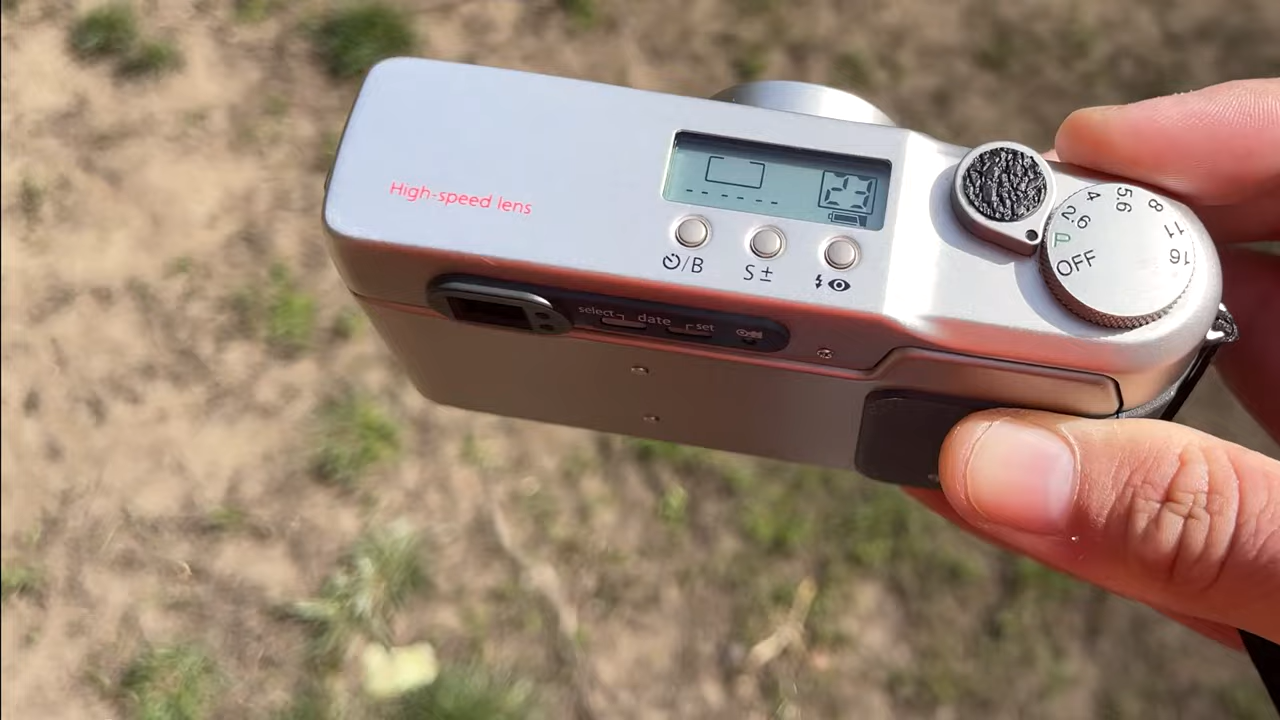 High-speed lens
23
/B
S±
select
date
set
OFF
P
2.6
4
5.6
8
11
16